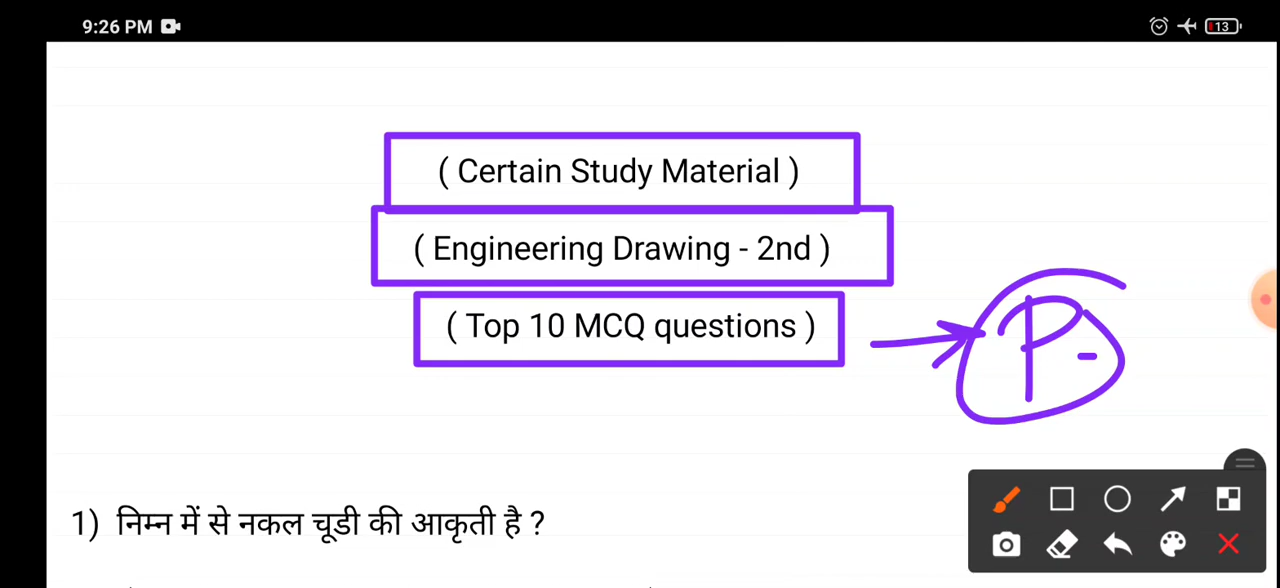 9:26 PM
13
( Certain Study Material )
( Engineering Drawing - 2nd )
( Top 10 MCQ questions )
P-
1) निम्न में से नकल चूडी की आकृती है ?